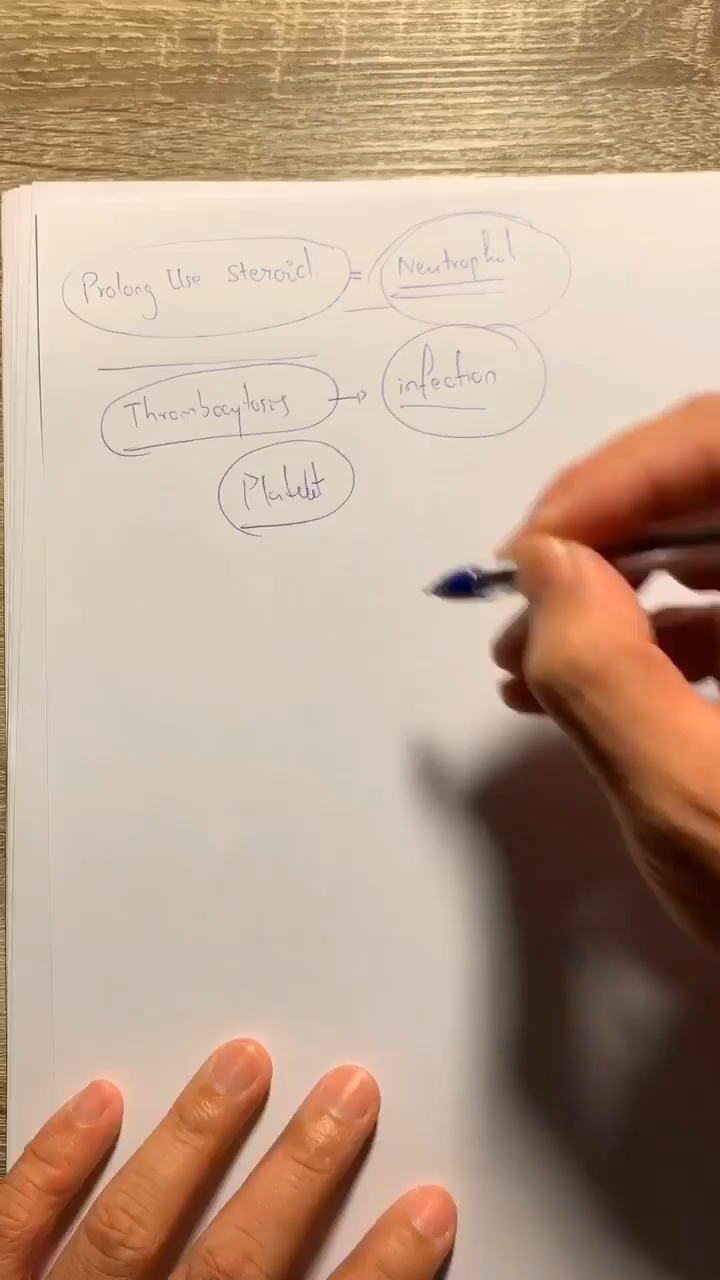 Prolong Use steroid = Neutrophil
Thrombocytosis → infection
Platelet